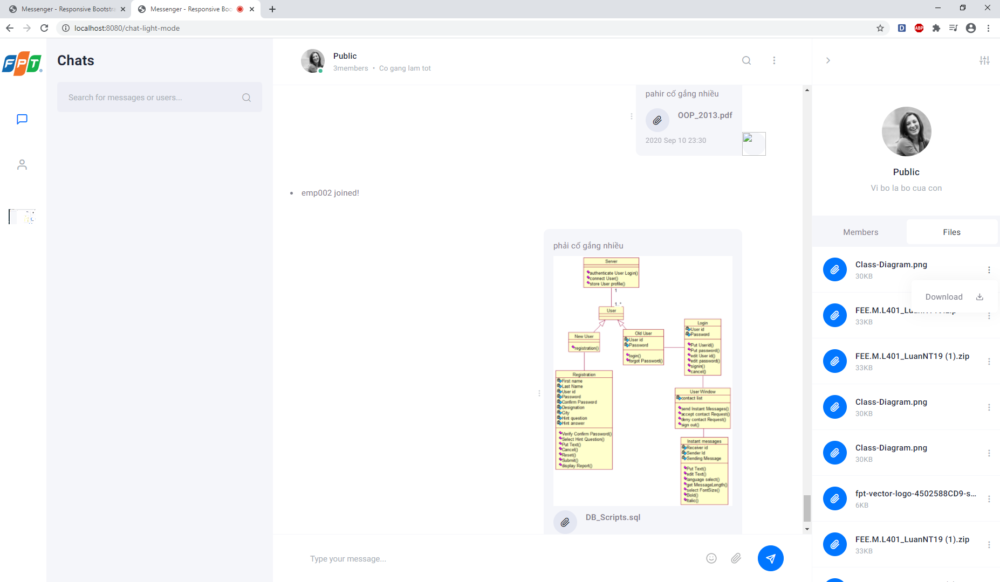 Messenger - Responsive Bootstra
Messenger - Responsive Boo
localhost:8080/chat-light-mode
D
ABP
FPT
®
Chats
Search for messages or users...
Public
3members • Co gang lam tot
pahir cố gắng nhiều
OOP_2013.pdf
2020 Sep 10 23:30
emp002 joined!
phải cố gắng nhiều
Server
authenticate User Login()
connect User()
store User profile()
1
1..*
User
New User
registration()
Old User
User id
Password
login()
forgot Password()
Login
User id
Password
Put Userid()
Put password()
edit User id()
edit password()
signin()
cancel()
Registration
First name
Last Name
User id
Password
Confirm Password
Designation
City
Hint question
Hint answer
Verify Confirm Password()
Select Hint Question()
Put Text()
Cancel()
Reset()
Submit()
display Report()
User Window
contact list
send Instant Messages()
accept contact Request()
deny contact Request()
sign out()
Instant messages
Receiver id
Sender Id
Sending Message
Put Text()
edit Text()
language select()
get MessageLength()
select FontSize()
Bold()
Italic()
DB_Scripts.sql
Type your message...
Public
Vi bo la bo cua con
Members
Files
Class-Diagram.png
30KB
Download
FEE.M.L401_
33KB
FEE.M.L401_LuanNT19 (1).zip
33KB
Class-Diagram.png
30KB
Class-Diagram.png
30KB
fpt-vector-logo-4502588CD9-s...
6KB
FEE.M.L401_LuanNT19 (1).zip
33KB